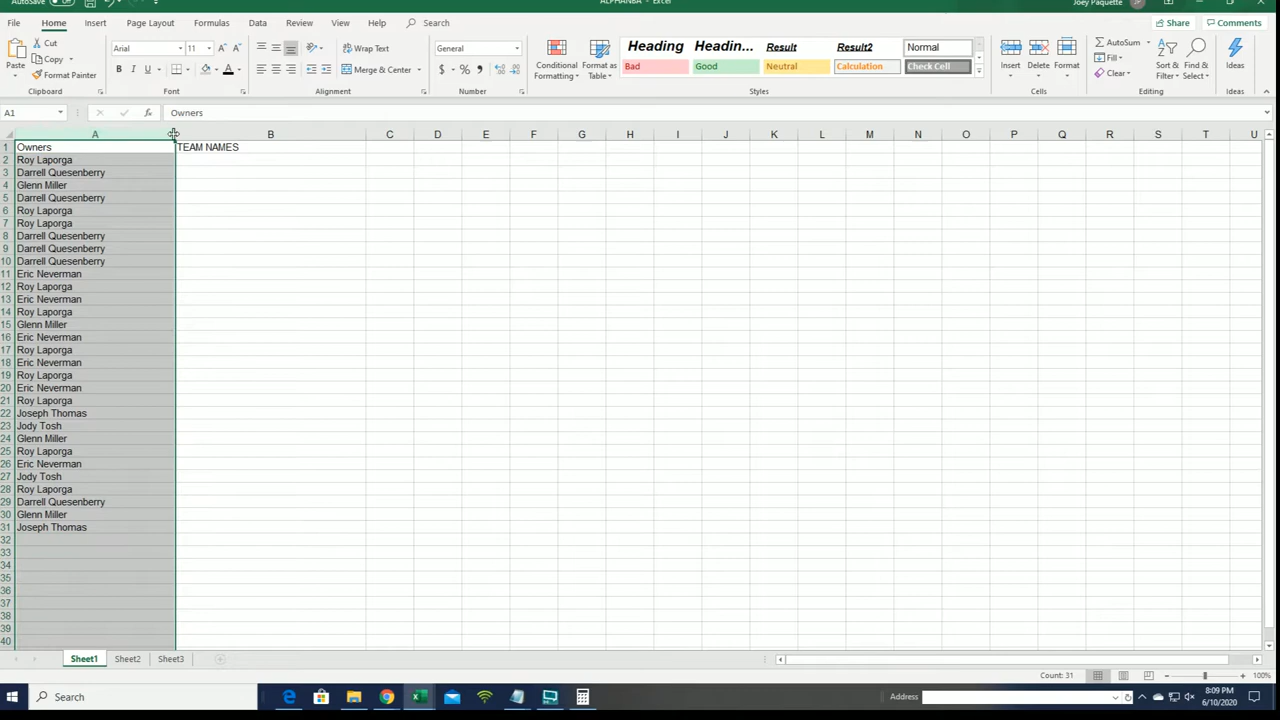 AutoSave
ALPHANBA - Excel
Joey Paquette
JP
File Home Insert Page Layout Formulas Data Review View Help Search
Share Comments
Paste
Cut
Copy
Format Painter
Clipboard
Arial 11
Font
Wrap Text
Merge & Center
Alignment
General
Number
Conditional Formatting
Format as Table
Heading Headin... Result Result2 Normal
Bad Good Neutral Calculation Check Cell
Styles
Insert Delete Format
Cells
AutoSum
Fill
Clear
Sort & Filter
Find & Select
Editing
Ideas
Ideas
A1 fx Owners
A B C D E F G H I J K L M N O P Q R S T U
1 Owners TEAM NAMES
2 Roy Laporga
3 Darrell Quesenberry
4 Glenn Miller
5 Darrell Quesenberry
6 Roy Laporga
7 Roy Laporga
8 Darrell Quesenberry
9 Darrell Quesenberry
10 Darrell Quesenberry
11 Eric Neverman
12 Roy Laporga
13 Eric Neverman
14 Roy Laporga
15 Glenn Miller
16 Eric Neverman
17 Roy Laporga
18 Eric Neverman
19 Roy Laporga
20 Eric Neverman
21 Roy Laporga
22 Joseph Thomas
23 Jody Tosh
24 Glenn Miller
25 Roy Laporga
26 Eric Neverman
27 Jody Tosh
28 Roy Laporga
29 Darrell Quesenberry
30 Glenn Miller
31 Joseph Thomas
32
33
34
35
36
37
38
39
40
Sheet1 Sheet2 Sheet3
Count: 31 100%
Search
Address
8:09 PM
6/10/2020